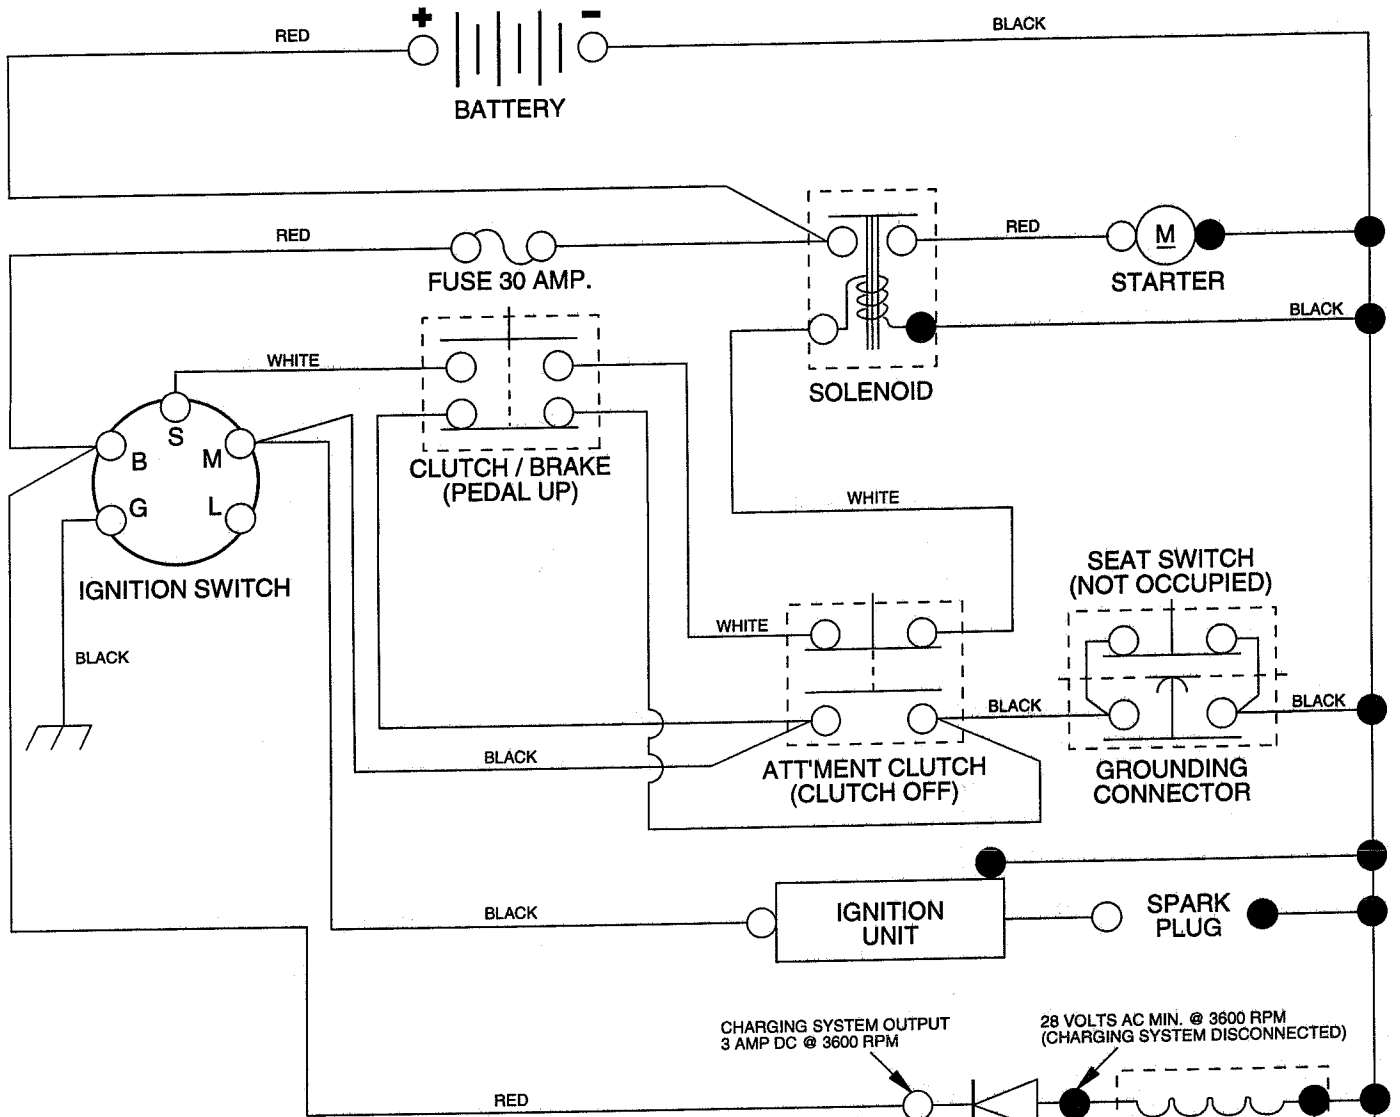 +
-
RED
BLACK
BATTERY
RED
RED
M
FUSE 30 AMP.
STARTER
BLACK
WHITE
SOLENOID
S
B
M
G
L
CLUTCH / BRAKE
(PEDAL UP)
WHITE
IGNITION SWITCH
SEAT SWITCH
(NOT OCCUPIED)
WHITE
BLACK
BLACK
BLACK
BLACK
ATT'MENT CLUTCH
(CLUTCH OFF)
GROUNDING
CONNECTOR
BLACK
IGNITION
UNIT
SPARK
PLUG
CHARGING SYSTEM OUTPUT
3 AMP DC @ 3600 RPM
28 VOLTS AC MIN. @ 3600 RPM
(CHARGING SYSTEM DISCONNECTED)
RED